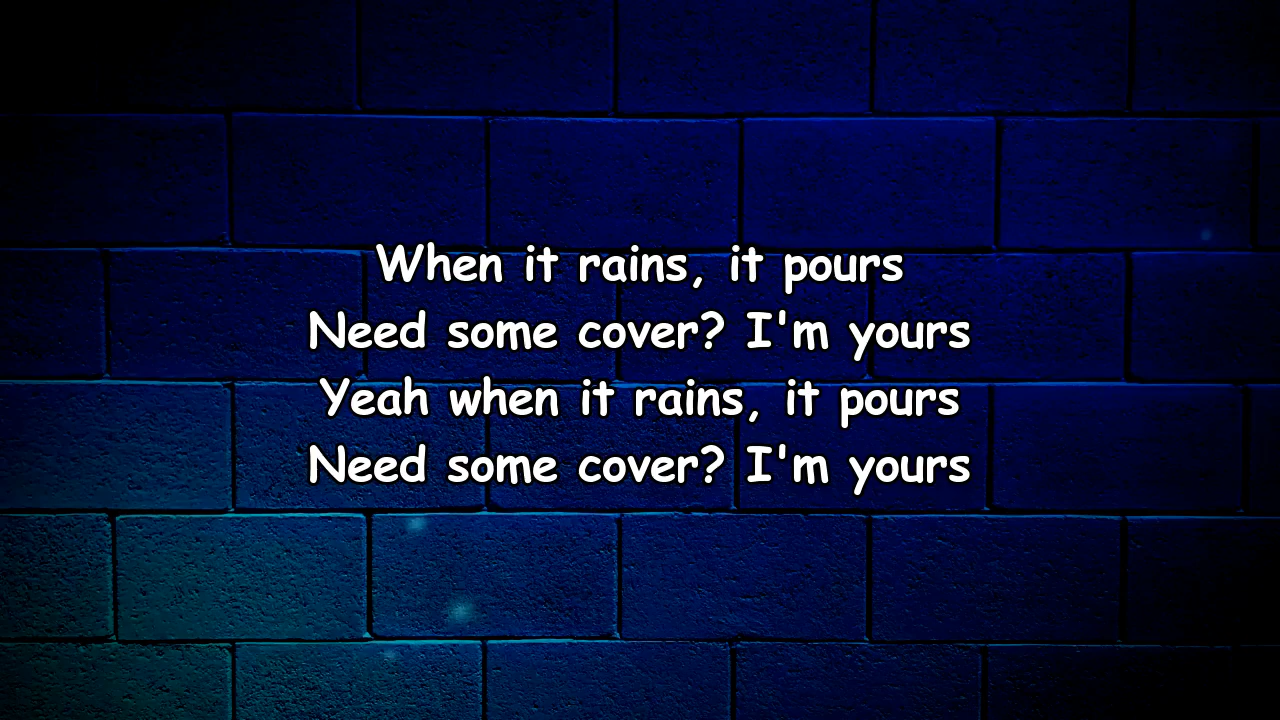 When it rains, it pours
Need some cover? I'm yours
Yeah when it rains, it pours
Need some cover? I'm yours